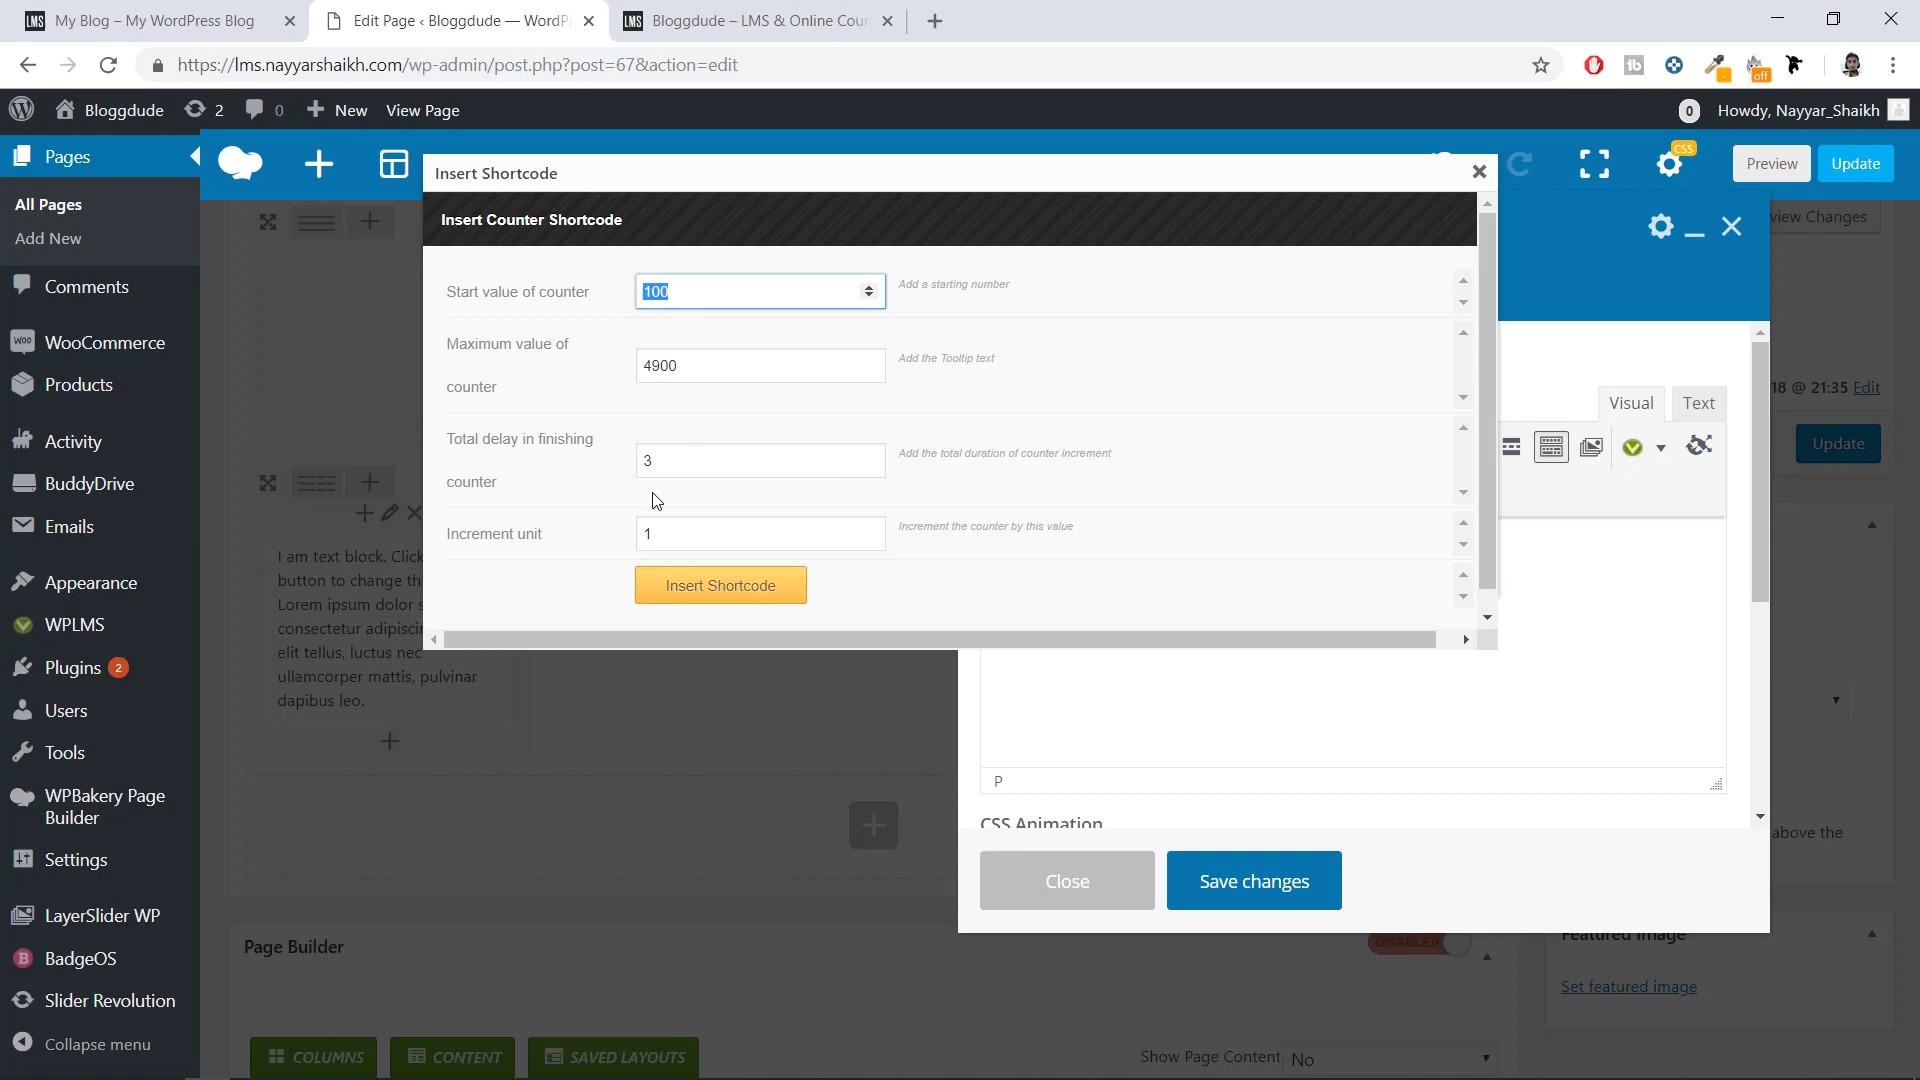 My Blog – My WordPress Blog
Edit Page ‹ Bloggdude — WordP
Bloggdude – LMS & Online Cour
https://lms.nayyarshaikh.com/wp-admin/post.php?post=67&action=edit
off
Bloggdude
2
0
New
View Page
0
Howdy, Nayyar_Shaikh
Pages
All Pages
Add New
Comments
WooCommerce
Products
Activity
BuddyDrive
Emails
Appearance
WPLMS
Plugins 2
Users
Tools
WPBakery Page
Builder
Settings
LayerSlider WP
BadgeOS
Slider Revolution
Collapse menu
CSS
Preview
Update
Insert Shortcode
Insert Counter Shortcode
Start value of counter
100
Add a starting number
Maximum value of
counter
4900
Add the Tooltip text
Total delay in finishing
counter
3
Add the total duration of counter increment
Increment unit
1
Increment the counter by this value
Insert Shortcode
view Changes
18 @ 21:35 Edit
Update
Visual
Text
I am text block. Click
button to change th
Lorem ipsum dolor s
consectetur adipiscin
elit tellus, luctus nec
ullamcorper mattis, pulvinar
dapibus leo.
P
CSS Animation
Close
Save changes
above the
Page Builder
DISABLED
Featured Image
Set featured image
COLUMNS
CONTENT
SAVED LAYOUTS
Show Page Content
No